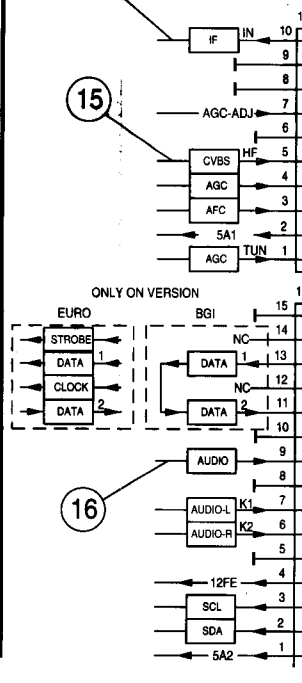 1
IF IN 10
9
8
15
AGC-ADJ 7
6
CVBS HF 5
AGC 4
AFC 3
5A1 2
AGC TUN 1
ONLY ON VERSION
1
EURO BGI 15
STROBE NC 14
DATA 1 DATA 1 13
CLOCK NC 12
DATA 2 DATA 2 11
10
AUDIO 9
8
16
AUDIO-L K1 7
AUDIO-R K2 6
5
12FE 4
SCL 3
SDA 2
5A2 1